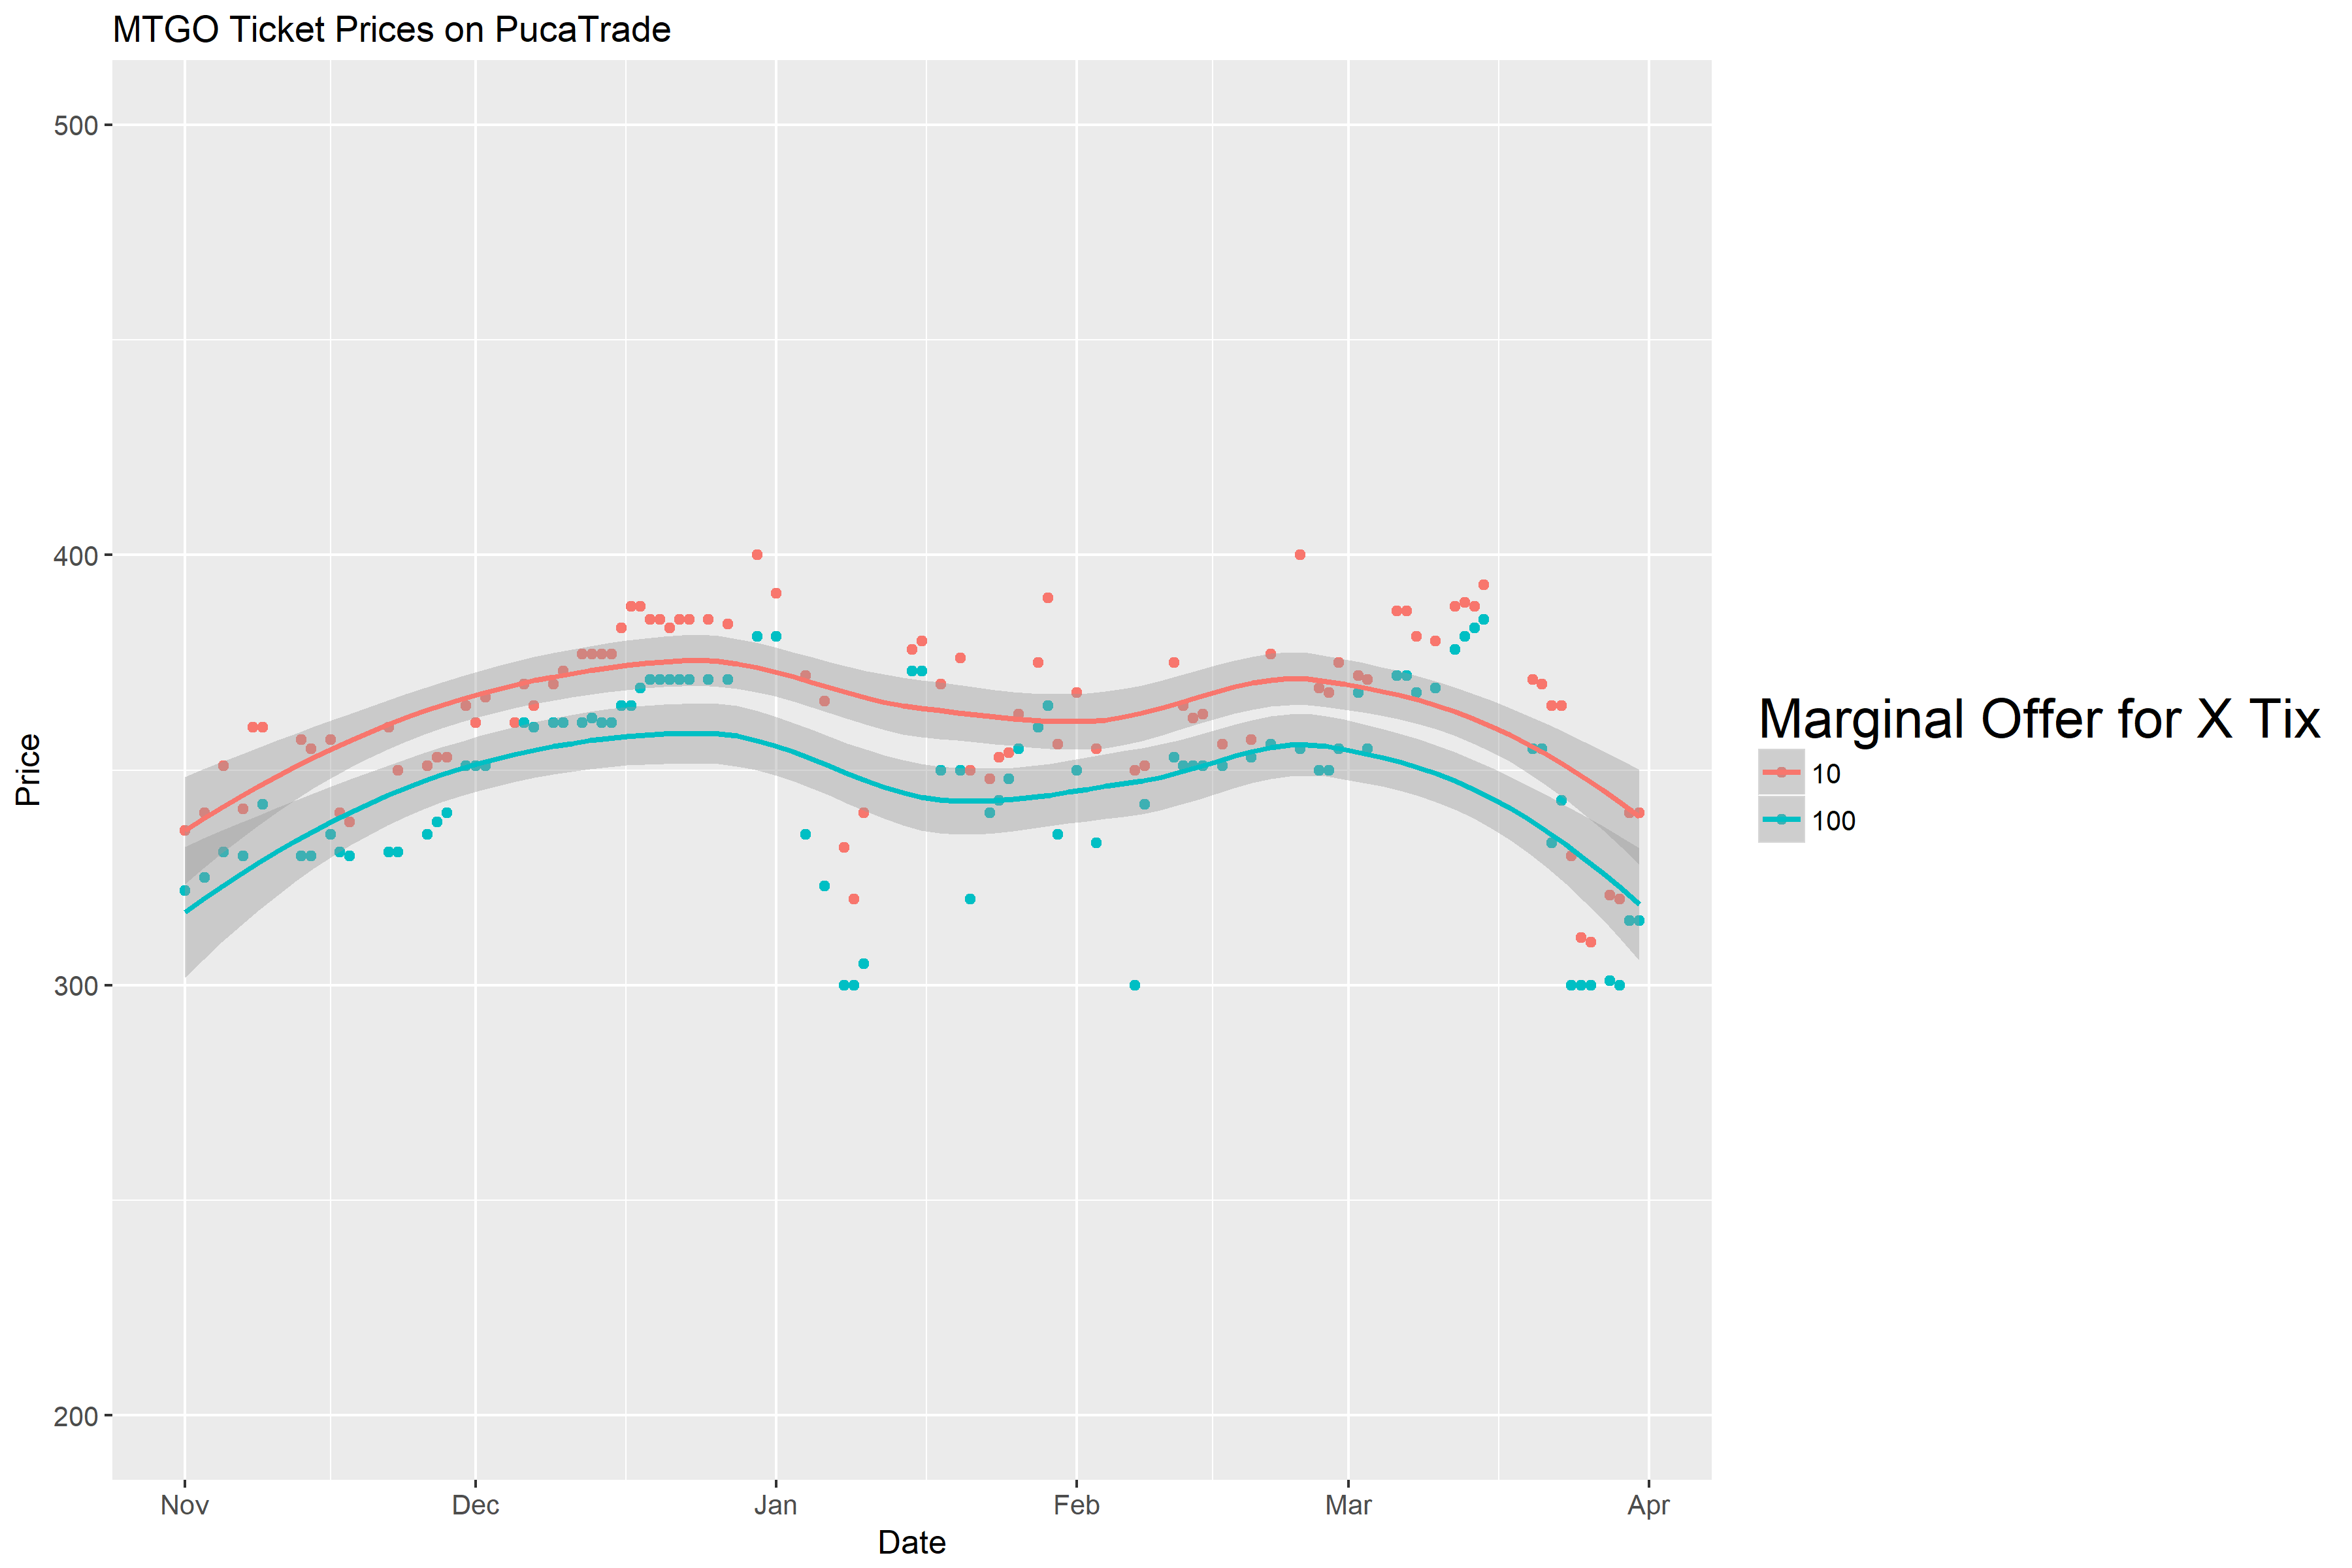 MTGO Ticket Prices on PucaTrade
500
400
300
200
Price
Nov Dec Jan Feb Mar Apr
Date
Marginal Offer for X Tix
10
100